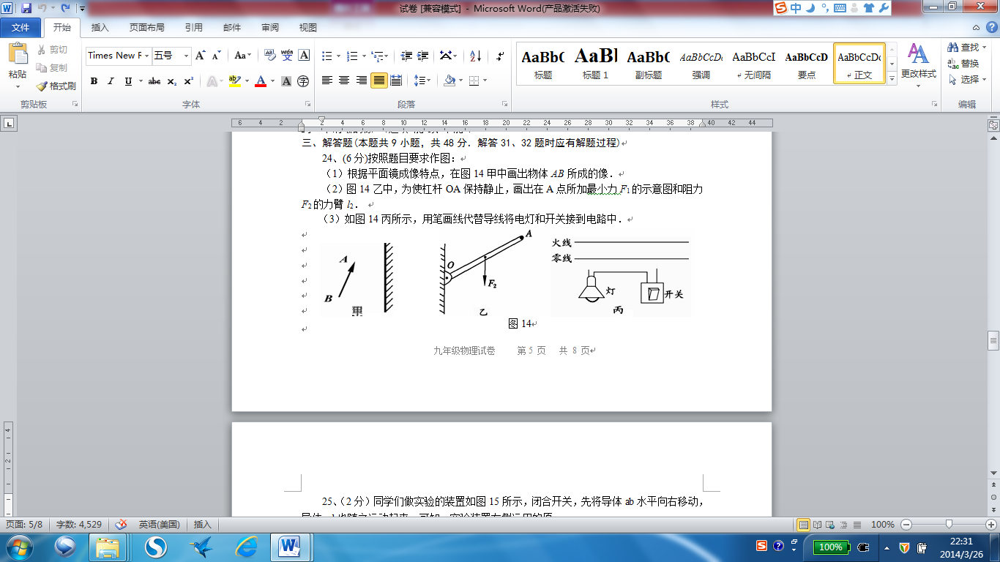 试卷 [兼容模式] - Microsoft Word(产品激活失败)
中
文件 开始 插入 页面布局 引用 邮件 审阅 视图
粘贴 剪切 复制 格式刷
Times New F 五号
AaBbC AaBl AaBbC AaBbCcDc AaBbCcI AaBbCcD AaBbCcDc
标题 标题 1 副标题 强调 无间隔 要点 正文
更改样式
查找
替换
选择
剪贴板 字体 段落 样式 编辑
6 4 2 2 4 6 8 10 12 14 16 18 20 22 24 26 28 30 32 34 36 38 40 42 44
三、解答题(本题共 9 小题，共 48 分．解答 31、32 题时应有解题过程)
24、(6 分)按照题目要求作图：
（1）根据平面镜成像特点，在图 14 甲中画出物体 AB 所成的像．
（2）图 14 乙中，为使杠杆 OA 保持静止，画出在 A 点所加最小力 F1 的示意图和阻力
F2 的力臂 l2．
（3）如图 14 丙所示，用笔画线代替导线将电灯和开关接到电路中．
A
B
甲
A
O
F2
乙
火线
零线
灯
开关
丙
图 14
九年级物理试卷 第 5 页 共 8 页
25、（2 分）同学们做实验的装置如图 15 所示，闭合开关，先将导体 ab 水平向右移动，
页面: 5/8 字数: 4,529 英语(美国) 插入 100%
100%
22:31
2014/3/26